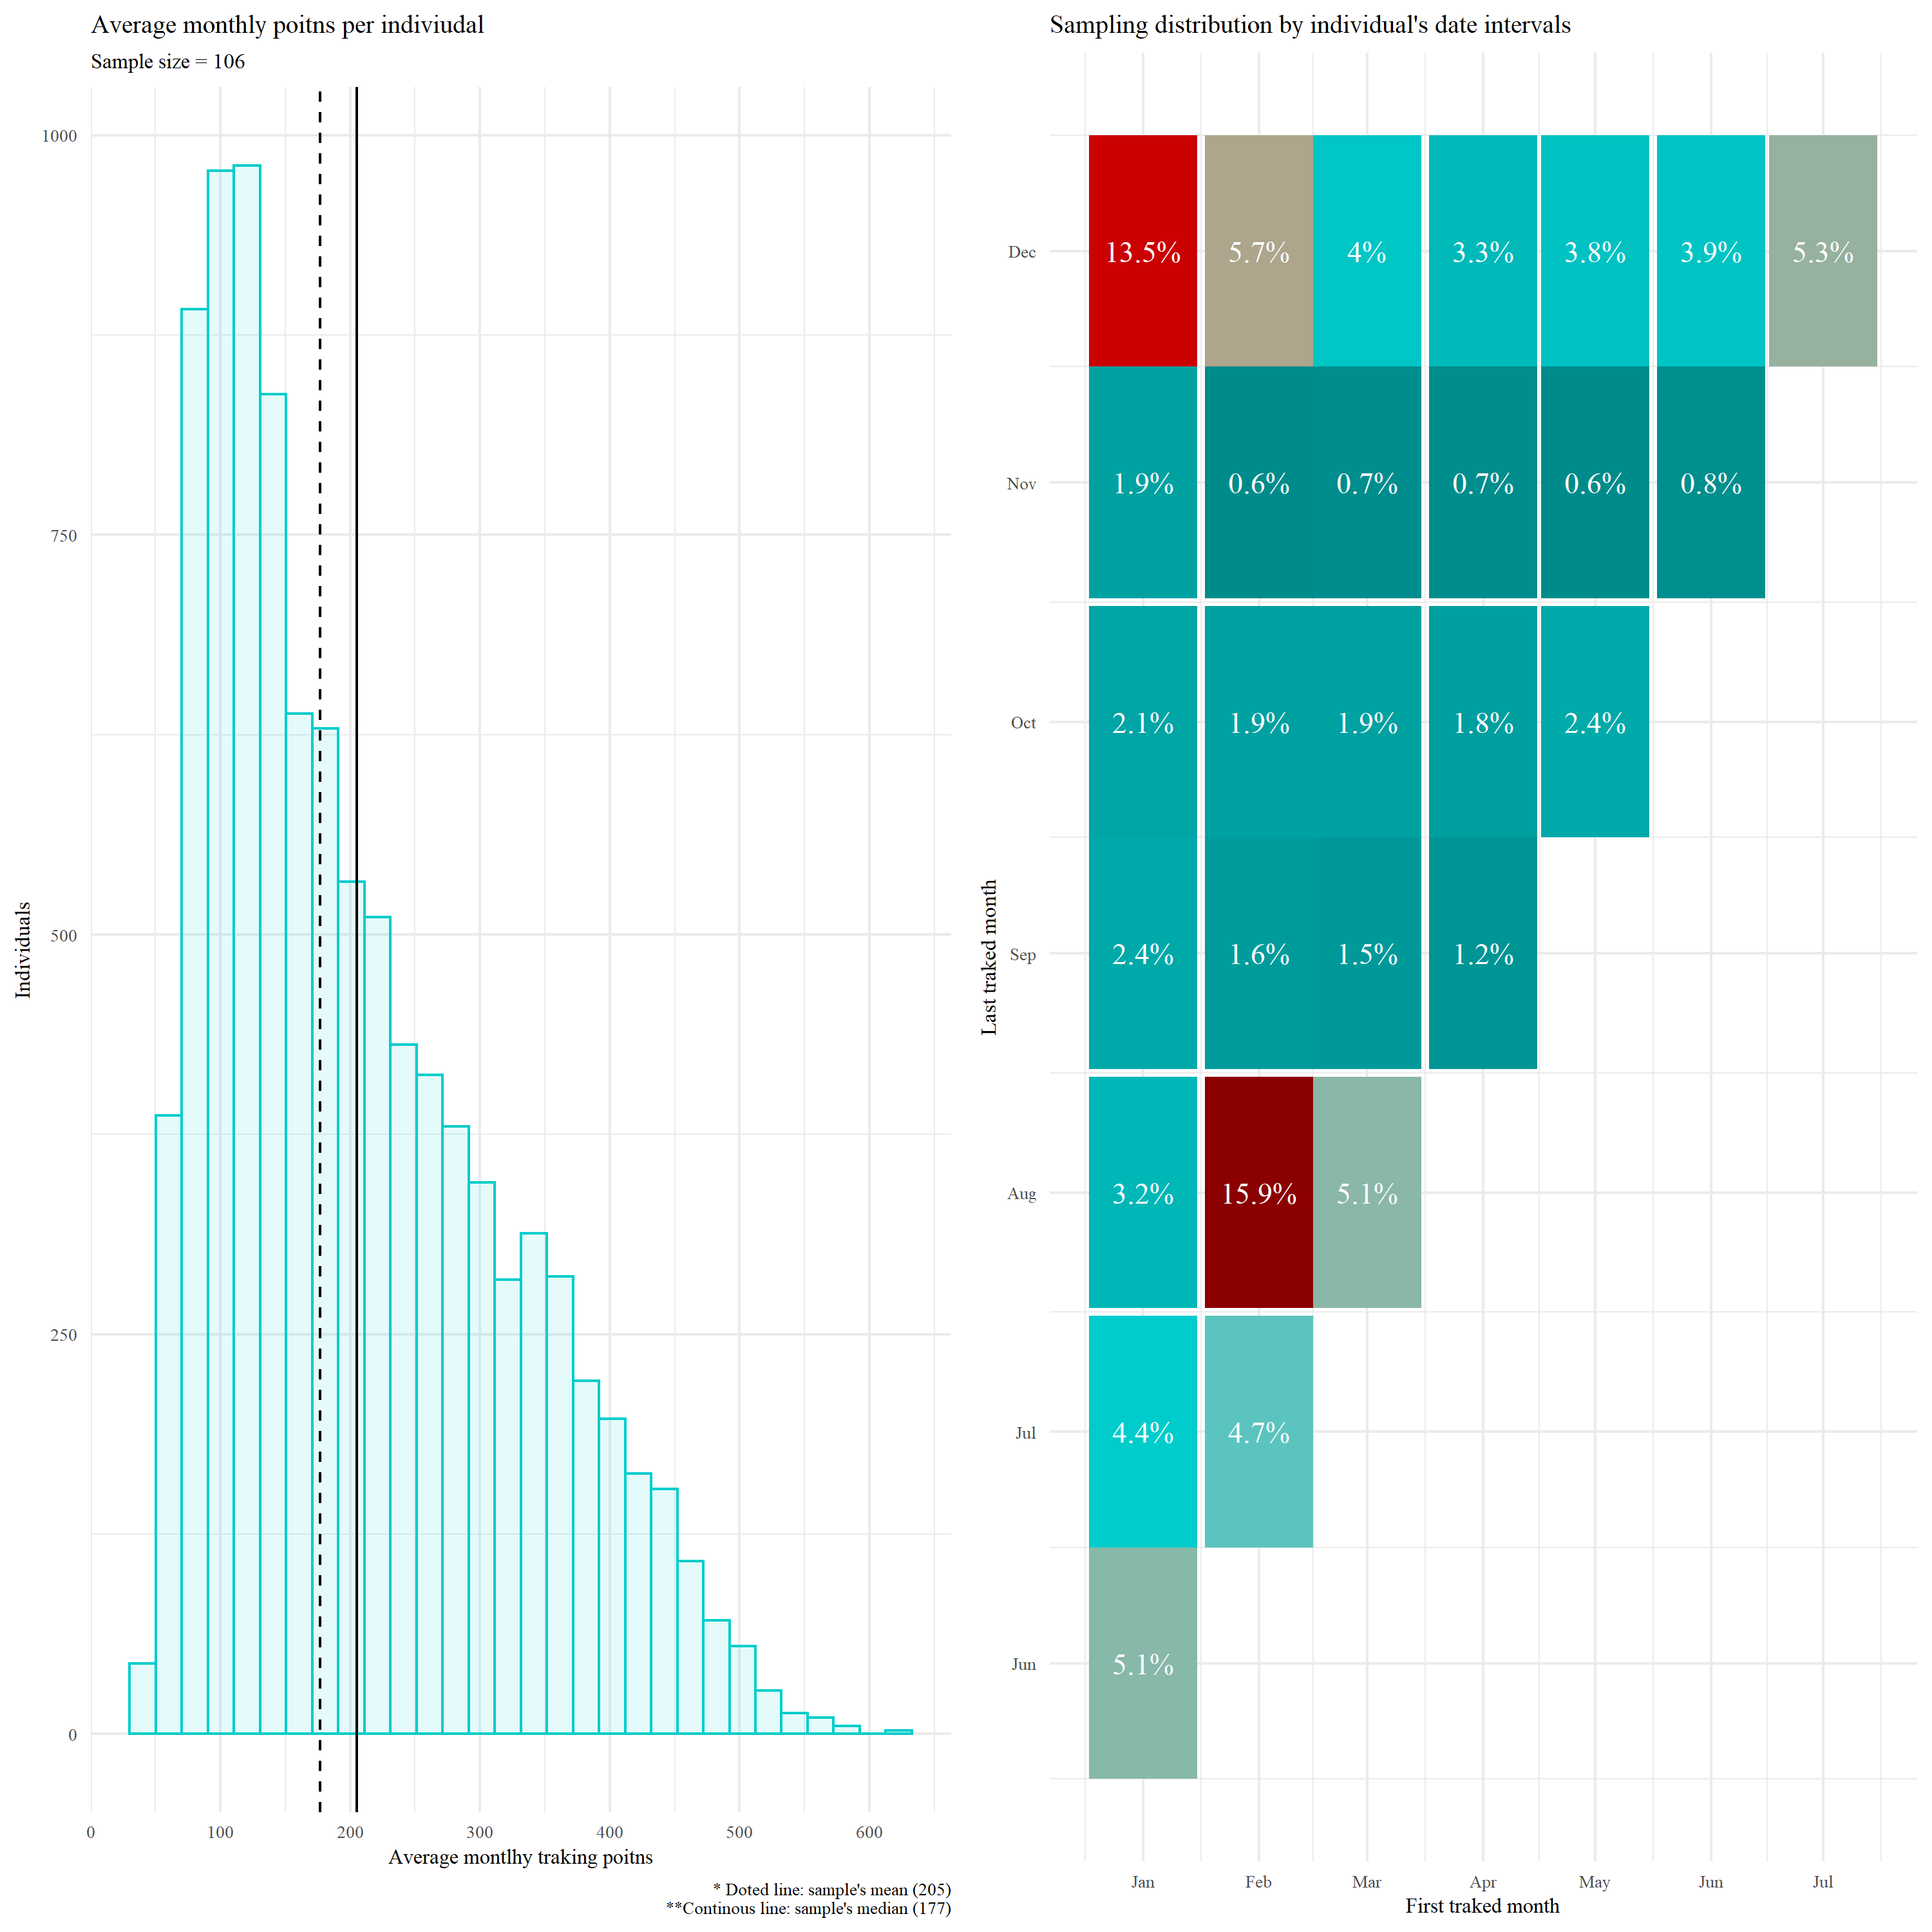 Average monthly poitns per indiviudal
Sample size = 106
1000
750
500
250
0
Individuals
0 100 200 300 400 500 600
Average montlhy traking poitns
* Doted line: sample's mean (205)
**Continous line: sample's median (177)
Sampling distribution by individual's date intervals
Last traked month
Dec 13.5% 5.7% 4% 3.3% 3.8% 3.9% 5.3%
Nov 1.9% 0.6% 0.7% 0.7% 0.6% 0.8%
Oct 2.1% 1.9% 1.9% 1.8% 2.4%
Sep 2.4% 1.6% 1.5% 1.2%
Aug 3.2% 15.9% 5.1%
Jul 4.4% 4.7%
Jun 5.1%
Jan Feb Mar Apr May Jun Jul
First traked month